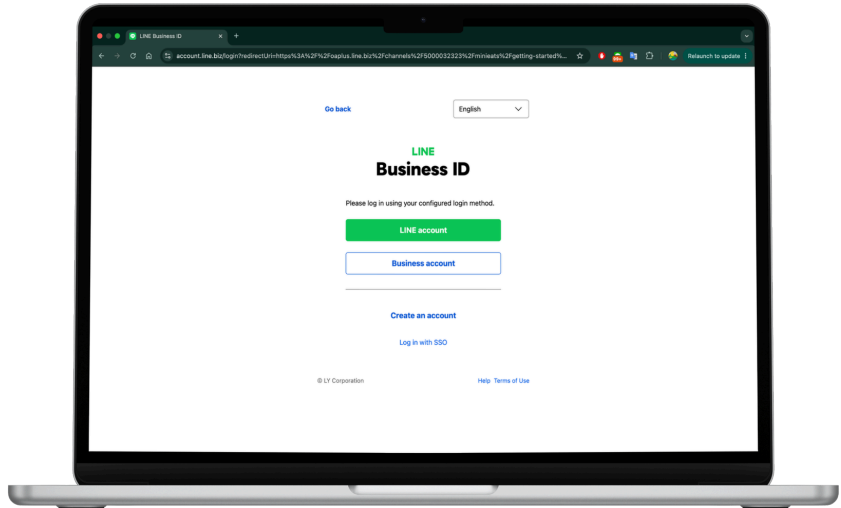 LINE Business ID
account.line.biz/login?redirectUri=https%3A%2F%2Foaplus.line.biz%2Fchannels%2F5000032323%2Fminieats%2Fgetting-started%...
Relaunch to update
Go back
English
LINE
Business ID
Please log in using your configured login method.
LINE account
Business account
Create an account
Log in with SSO
© LY Corporation
Help Terms of Use